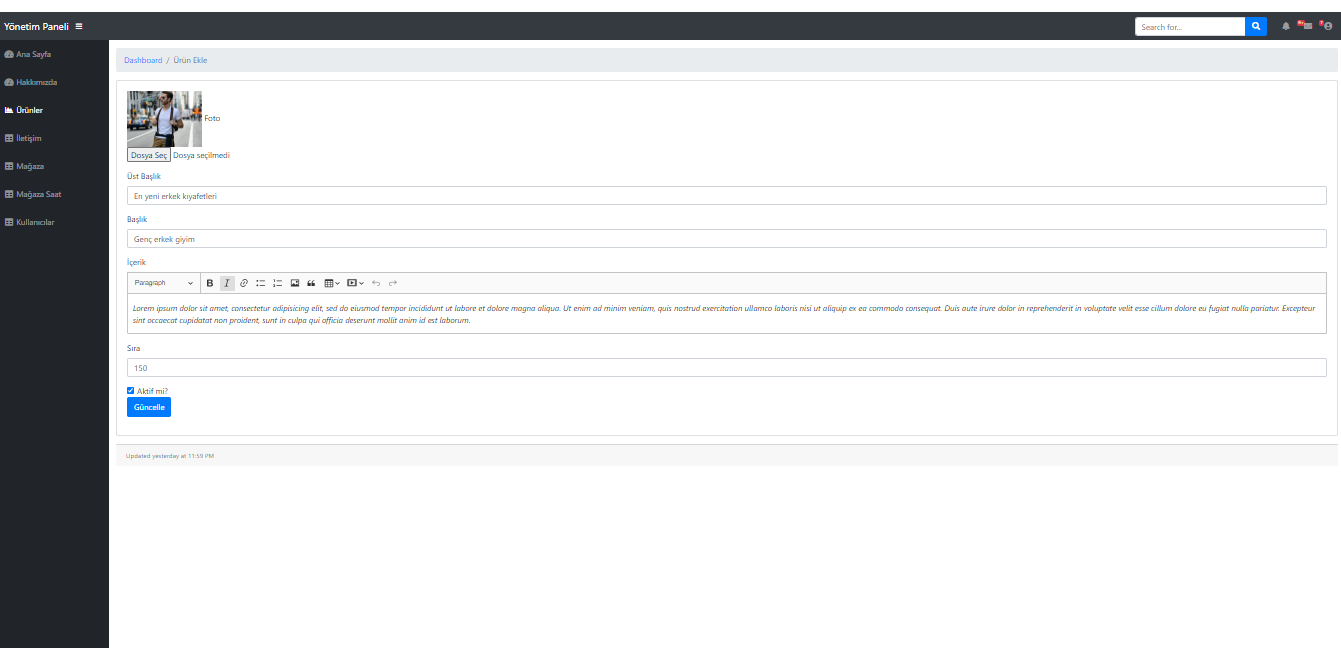 Yönetim Paneli
Search for...
Ana Sayfa
Hakkımızda
Ürünler
İletişim
Mağaza
Mağaza Saat
Kullanıcılar
Dashboard / Ürün Ekle
Foto
Dosya Seç Dosya seçilmedi
Üst Başlık
En yeni erkek kıyafetleri
Başlık
Genç erkek giyim
İçerik
Paragraph B I
Lorem ipsum dolor sit amet, consectetur adipisicing elit, sed do eiusmod tempor incididunt ut labore et dolore magna aliqua. Ut enim ad minim veniam, quis nostrud exercitation ullamco laboris nisi ut aliquip ex ea commodo consequat. Duis aute irure dolor in reprehenderit in voluptate velit esse cillum dolore eu fugiat nulla pariatur. Excepteur
sint occaecat cupidatat non proident, sunt in culpa qui officia deserunt mollit anim id est laborum.
Sıra
150
Aktif mi?
Güncelle
Updated yesterday at 11:59 PM